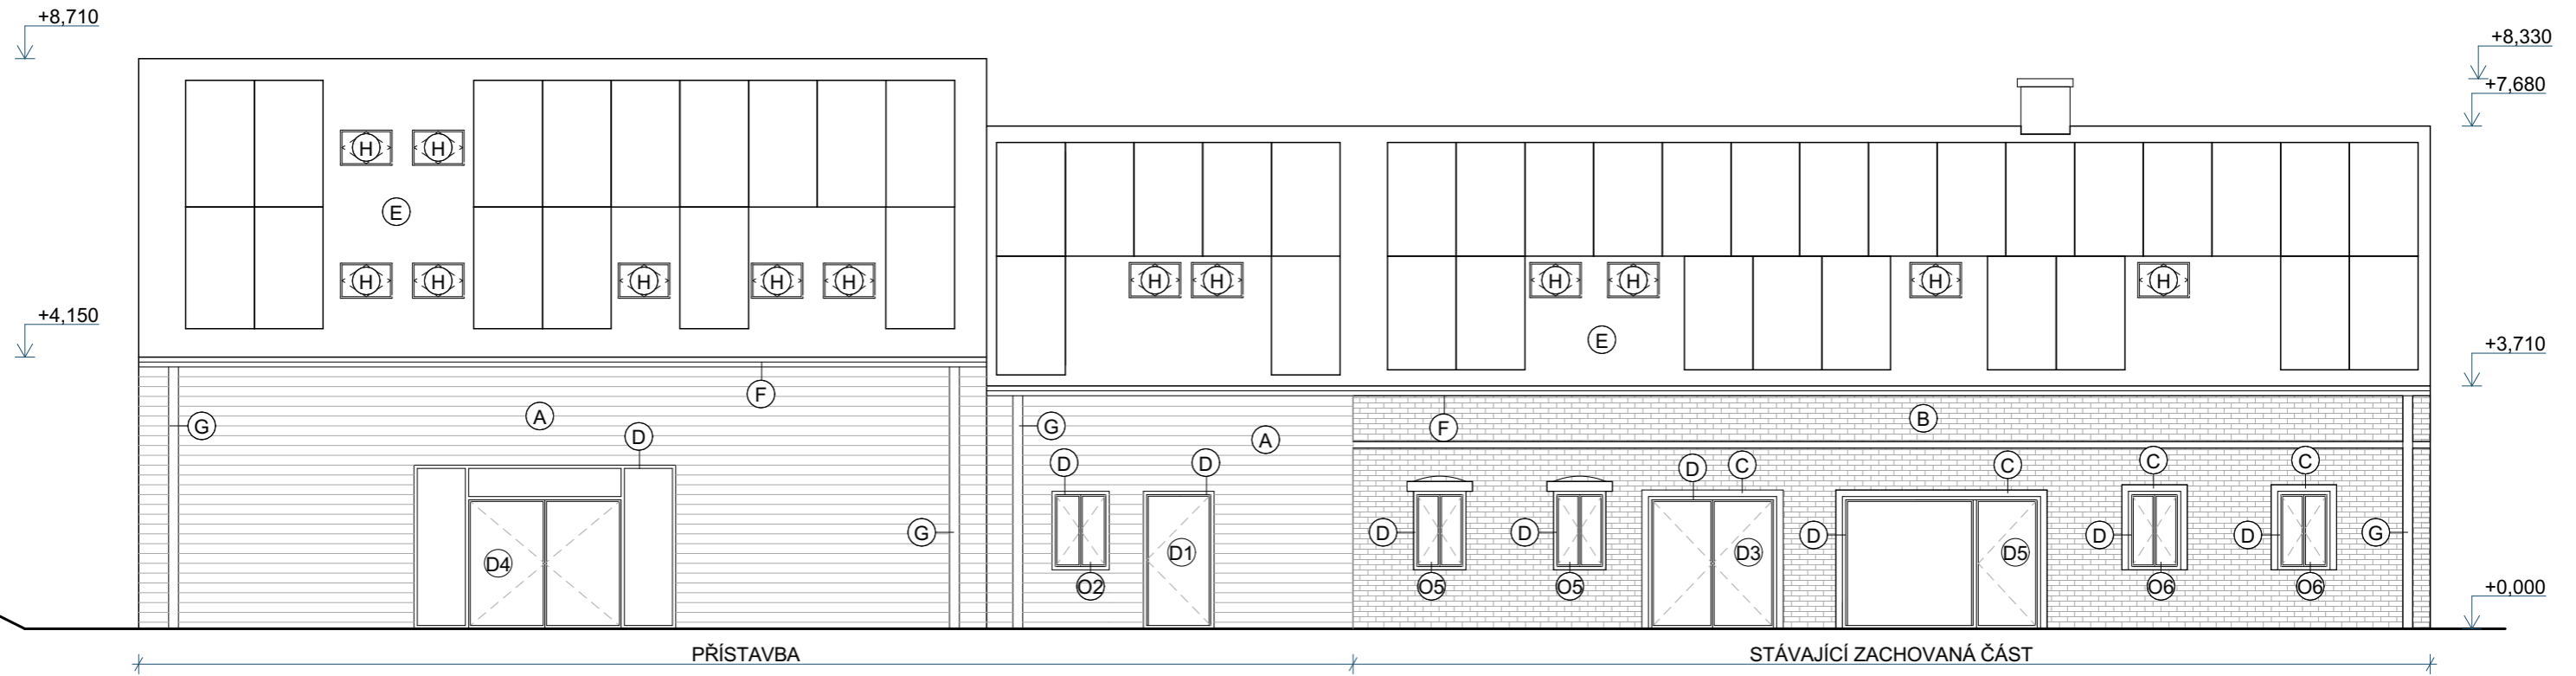 +8,710
+8,330
+7,680
H H
E
H H H H H
H H H H H H
+4,150
E
+3,710
F
A
B
G
G
F
D
A
D
D
D
C
C
C
C
G
D
D
D
D
D
G
D4
D1
D3
D5
O2
O5
O5
O6
O6
+0,000
PŘÍSTAVBA
STÁVAJÍCÍ ZACHOVANÁ ČÁST